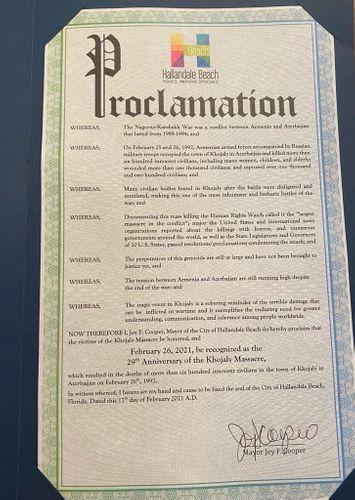 Hallandale
Beach
Hallandale Beach
PROGRESS. INNOVATION. OPPORTUNITY.
Proclamation
WHEREAS, The Nagorno-Karabakh War was a conflict between Armenia and Azerbaijan
that lasted from 1988-1994; and
WHEREAS, On February 25 and 26, 1992, Armenian armed forces accompanied by Russian
military troops occupied the town of Khojaly in Azerbaijan and killed more than
six hundred innocent civilians, including many women, children, and elderly
wounded more than one thousand civilians and captured over one thousand
and two hundred civilians; and
WHEREAS, Many civilian bodies found in Khojaly after the battle were disfigured and
mutilated, making this one of the most inhumane and barbaric battles of the
war; and
WHEREAS, Documenting this mass killing the Human Rights Watch called it the "largest
massacre in the conflict"; major the United States and international news
organizations reported about the killings with horror, and numerous
governments around the world, as well as the State Legislatures and Governors
of 20 U.S. States, passed resolutions/proclamations condemning the attack; and
WHEREAS, The perpetrators of this genocide are still at large and have not been brought to
justice yet, and
WHEREAS, The tension between Armenia and Azerbaijan are still running high despite
the end of the war; and
WHEREAS, The tragic event in Khojaly is a sobering reminder of the terrible damage that
can be inflicted in wartime and it exemplifies the enduring need for greater
understanding, communication, and tolerance among people worldwide.
NOW THEREFORE I, Joy F. Cooper, Mayor of the City of Hallandale Beach do hereby proclaim that
the victims of the Khojaly Massacre be honored, and
February 26, 2021, be recognized as the
29th Anniversary of the Khojaly Massacre,
which resulted in the deaths of more than six hundred innocent civilians in the town of Khojaly in
Azerbaijan on February 26th, 1992.
In witness whereof, I hereto set my hand and cause to be fixed the seal of the City of Hallandale Beach,
Florida. Dated this 17th day of February 2021 A.D.
Joy F Cooper
Mayor Joy F. Cooper